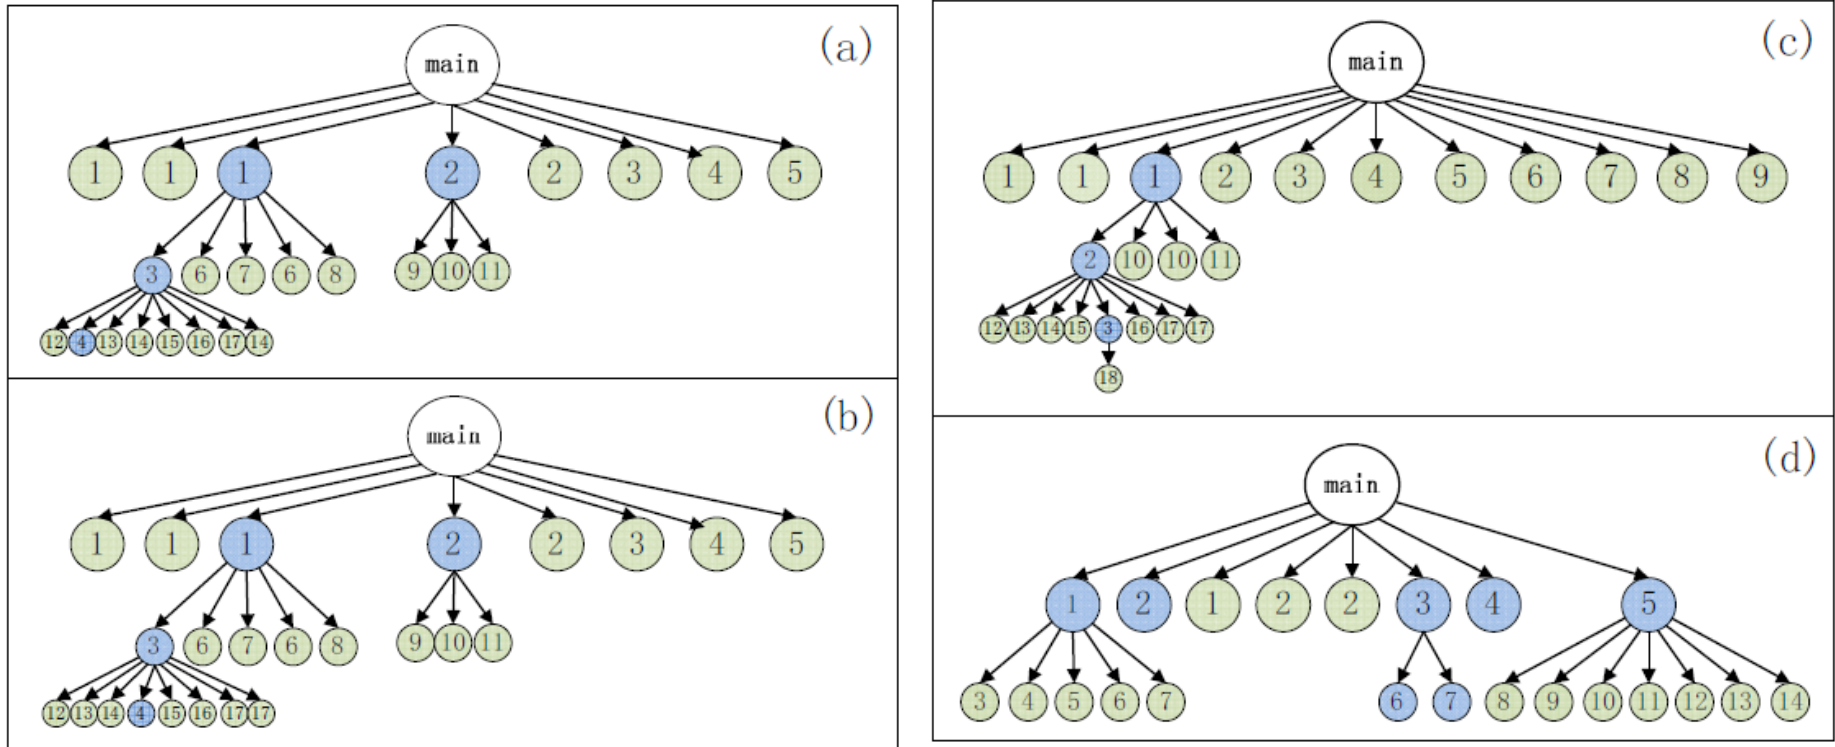 (a)
main
1 1 1 2 2 3 4 5
3 6 7 6 8 9 10 11
12 4 13 14 15 16 17 14
(b)
main
1 1 1 2 2 3 4 5
3 6 7 6 8 9 10 11
12 13 14 4 15 16 17 17
(c)
main
1 1 1 2 3 4 5 6 7 8 9
2 10 10 11
12 13 14 15 3 16 17 17
18
(d)
main
1 2 1 2 2 3 4 5
3 4 5 6 7 6 7 8 9 10 11 12 13 14